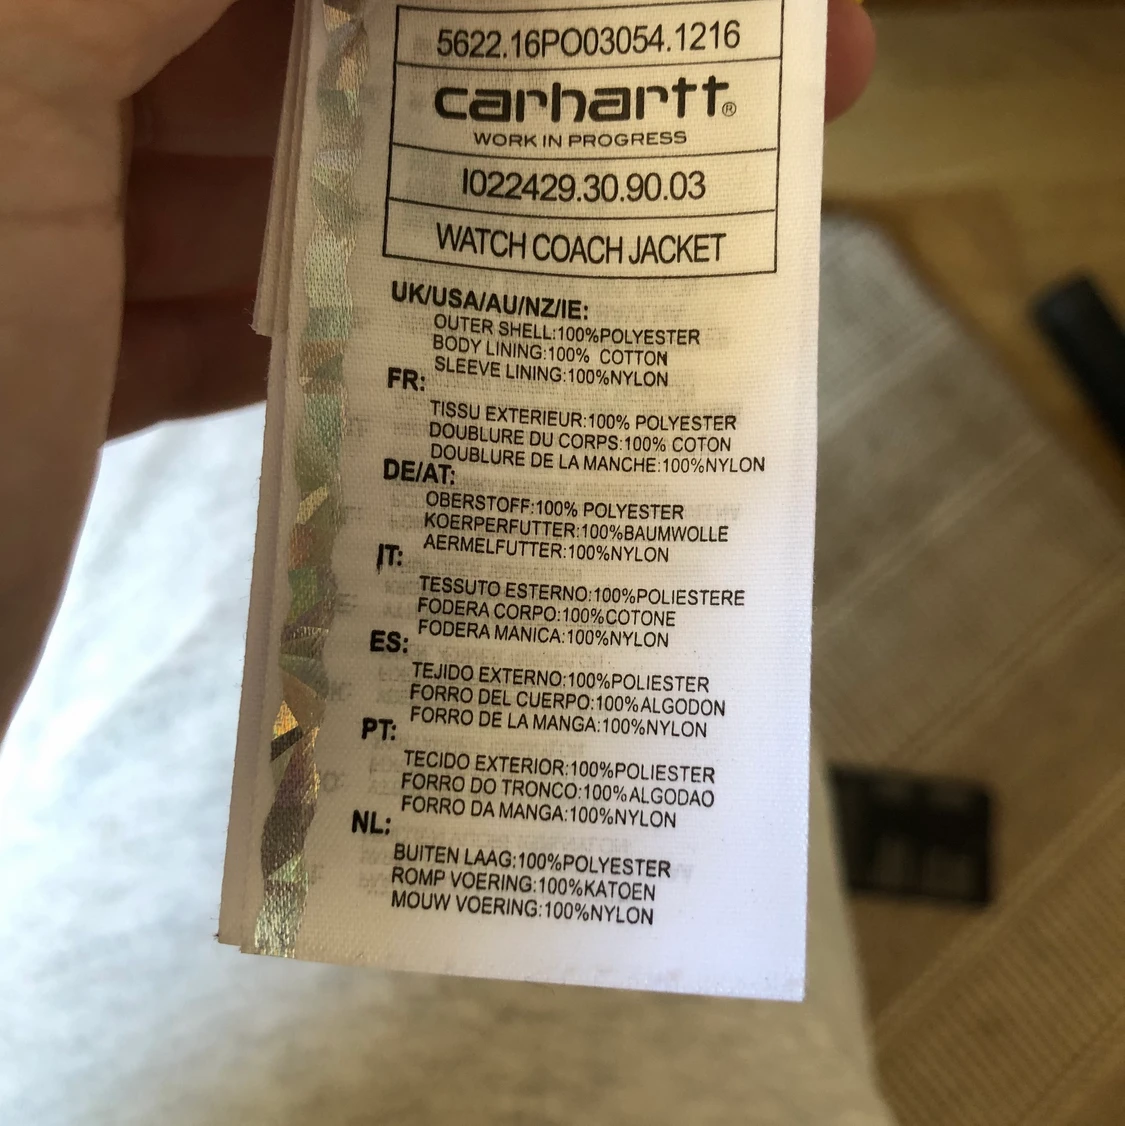 5622.16PO03054.1216
carhartt®
WORK IN PROGRESS
I022429.30.90.03
WATCH COACH JACKET
UK/USA/AU/NZ/IE:
OUTER SHELL:100%POLYESTER
BODY LINING:100% COTTON
SLEEVE LINING:100%NYLON
FR:
TISSU EXTERIEUR:100% POLYESTER
DOUBLURE DU CORPS:100% COTON
DOUBLURE DE LA MANCHE:100%NYLON
DE/AT:
OBERSTOFF:100% POLYESTER
KOERPERFUTTER:100%BAUMWOLLE
AERMELFUTTER:100%NYLON
IT:
TESSUTO ESTERNO:100%POLIESTERE
FODERA CORPO:100%COTONE
FODERA MANICA:100%NYLON
ES:
TEJIDO EXTERNO:100%POLIESTER
FORRO DEL CUERPO:100%ALGODON
FORRO DE LA MANGA:100%NYLON
PT:
TECIDO EXTERIOR:100%POLIESTER
FORRO DO TRONCO:100%ALGODAO
FORRO DA MANGA:100%NYLON
NL:
BUITEN LAAG:100%POLYESTER
ROMP VOERING:100%KATOEN
MOUW VOERING:100%NYLON